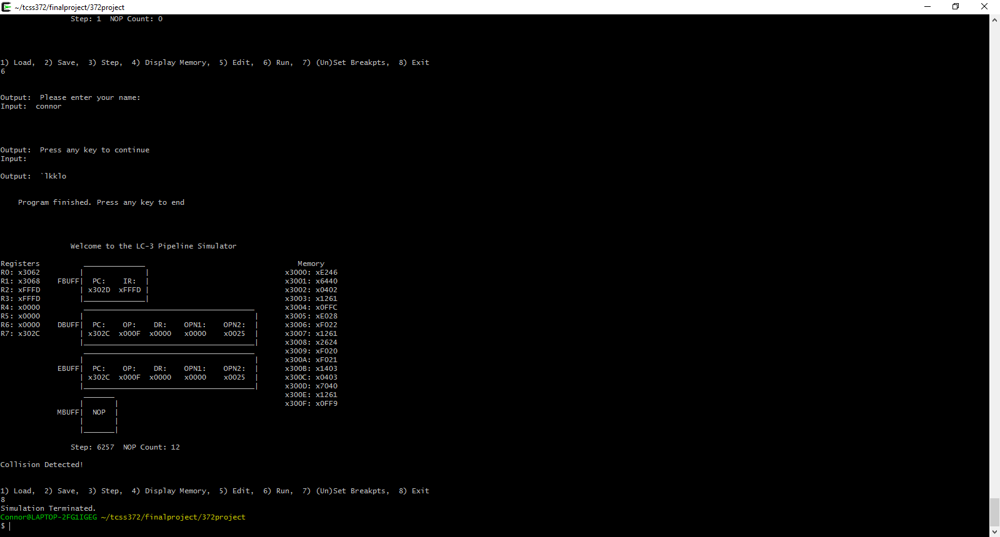 ~/tcss372/finalproject/372project
Step: 1  NOP Count: 0
1) Load,  2) Save,  3) Step,  4) Display Memory,  5) Edit,  6) Run,  7) (Un)Set Breakpts,  8) Exit
6
Output:  Please enter your name:
Input:  connor
Output:  Press any key to continue
Input:
Output:  `lkklo
Program finished. Press any key to end
Welcome to the LC-3 Pipeline Simulator
Registers Memory
R0: x3062 x3000: xE246
R1: x3068 FBUFF| PC: IR: | x3001: x6440
R2: xFFFD | x302D xFFFD | x3002: x0402
R3: xFFFD x3003: x1261
R4: x0000 x3004: x0FFC
R5: x0000 x3005: xE028
R6: x0000 DBUFF| PC: OP: DR: OPN1: OPN2: | x3006: xF022
R7: x302C | x302C x000F x0000 x0000 x0025 | x3007: x1261
x3008: x2624
x3009: xF020
x300A: xF021
EBUFF| PC: OP: DR: OPN1: OPN2: | x300B: x1403
| x302C x000F x0000 x0000 x0025 | x300C: x0403
x300D: x7040
x300E: x1261
x300F: x0FF9
MBUFF| NOP |
Step: 6257  NOP Count: 12
Collision Detected!
1) Load,  2) Save,  3) Step,  4) Display Memory,  5) Edit,  6) Run,  7) (Un)Set Breakpts,  8) Exit
8
Simulation Terminated.
Connor@LAPTOP-2FG1IGEG ~/tcss372/finalproject/372project
$